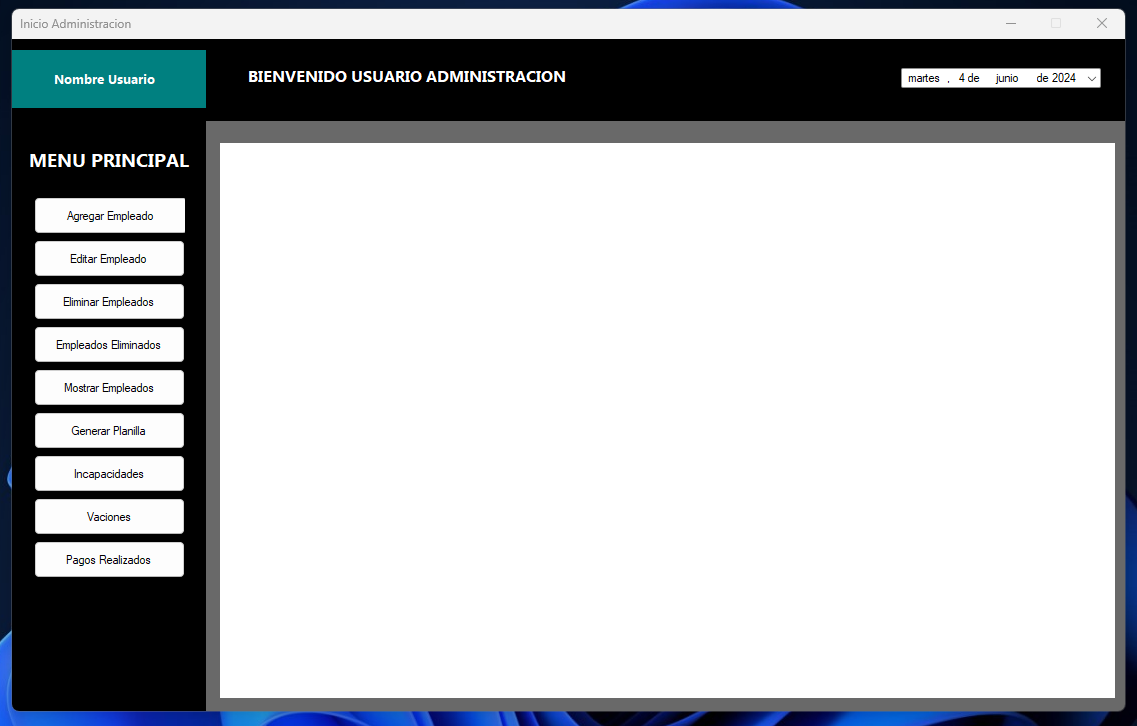 Inicio Administracion
Nombre Usuario
BIENVENIDO USUARIO ADMINISTRACION
martes , 4 de junio de 2024
MENU PRINCIPAL
Agregar Empleado
Editar Empleado
Eliminar Empleados
Empleados Eliminados
Mostrar Empleados
Generar Planilla
Incapacidades
Vaciones
Pagos Realizados